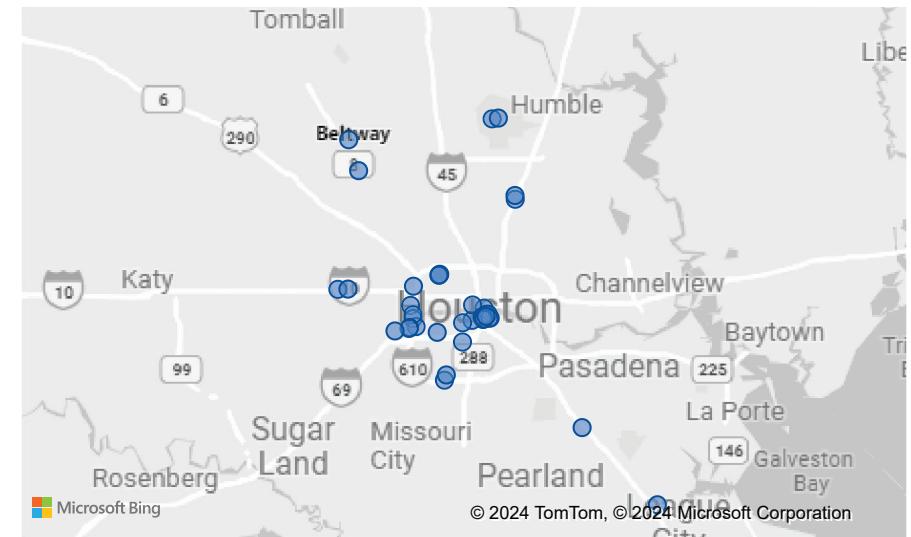 Tomball
Libe
6
Humble
290
Beltway
8
45
Katy
10
Channelview
Houston
Baytown
Tri
288
99
610
Pasadena
225
69
La Porte
Sugar
Land
Missouri
City
146
Galveston
Bay
Rosenberg
Pearland
League
City
Microsoft Bing
© 2024 TomTom, © 2024 Microsoft Corporation